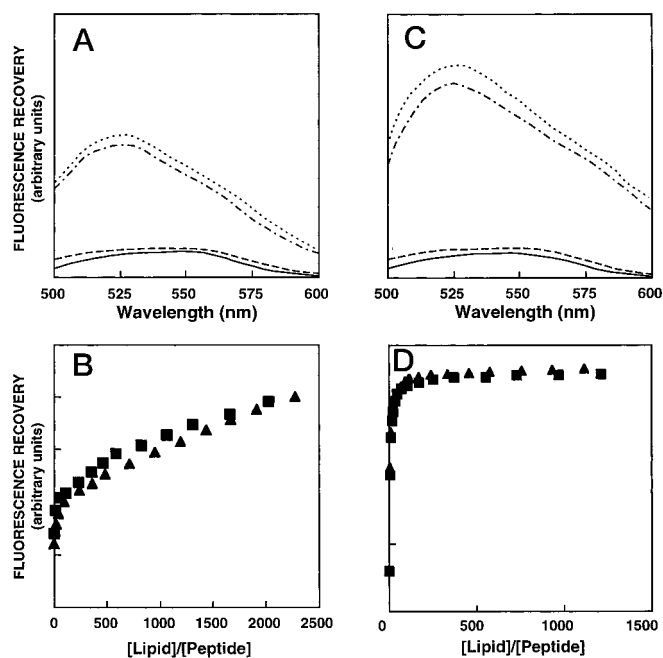 A
C
FLUORESCENCE RECOVERY
(arbitrary units)
500 525 550 575 600
Wavelength (nm)
500 525 550 575 600
Wavelength (nm)
B
D
FLUORESCENCE RECOVERY
(arbitrary units)
0 500 1000 1500 2000 2500
[Lipid]/[Peptide]
0 500 1000 1500
[Lipid]/[Peptide}